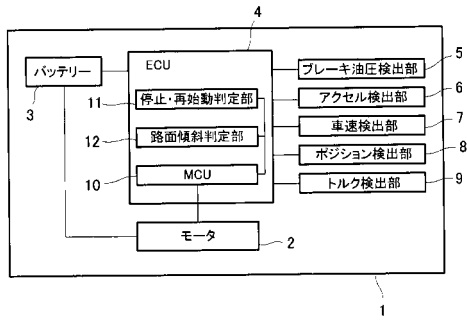 4
バッテリー
3
ECU
11
停止・再始動判定部
12
路面傾斜判定部
10
MCU
モータ
2
ブレーキ油圧検出部
5
アクセル検出部
6
車速検出部
7
ポジション検出部
8
トルク検出部
9
1